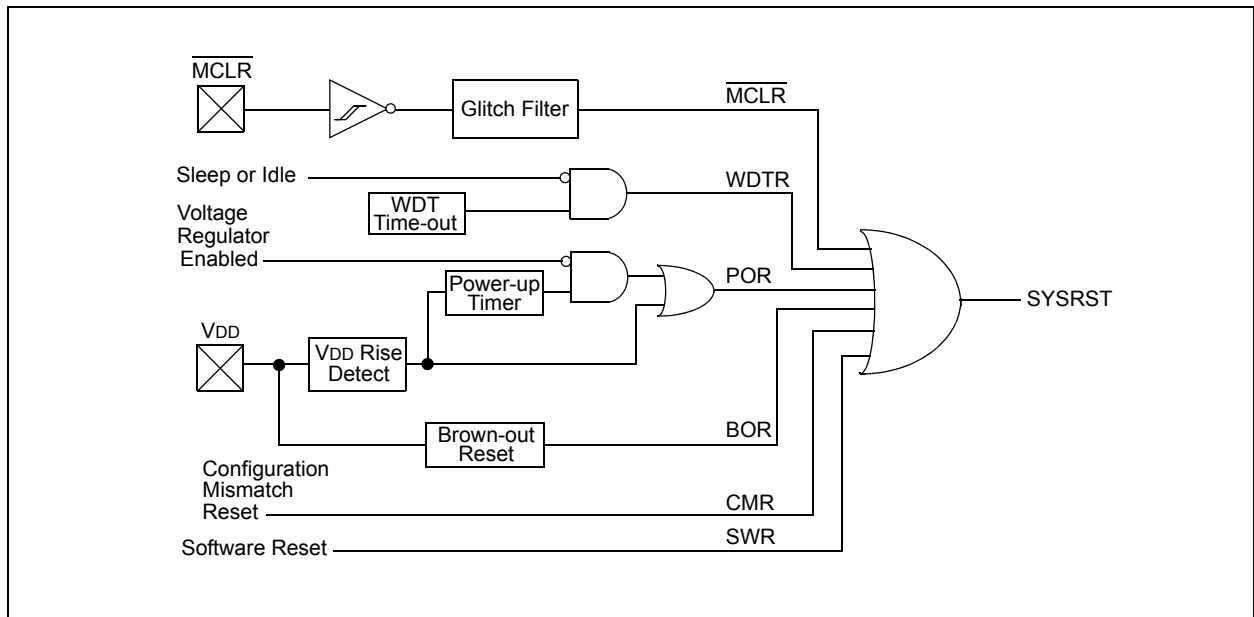 MCLR
Glitch Filter
MCLR
Sleep or Idle
WDT
Time-out
WDTR
Voltage
Regulator
Enabled
Power-up
Timer
POR
SYSRST
VDD
VDD Rise
Detect
Brown-out
Reset
BOR
Configuration
Mismatch
Reset
CMR
Software Reset
SWR